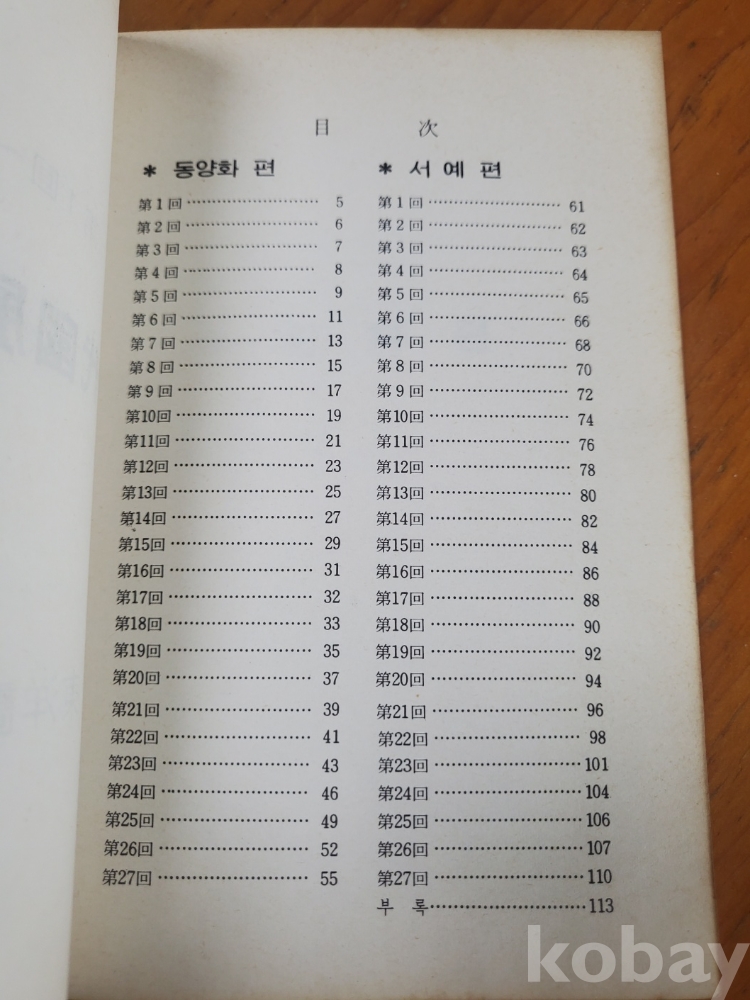 目 次
* 동양화 편
第1回 ························ 5
第2回 ························ 6
第3回 ························ 7
第4回 ························ 8
第5回 ························ 9
第6回 ························ 11
第7回 ························ 13
第8回 ························ 15
第9回 ························ 17
第10回 ························ 19
第11回 ························ 21
第12回 ························ 23
第13回 ························ 25
第14回 ························ 27
第15回 ························ 29
第16回 ························ 31
第17回 ························ 32
第18回 ························ 33
第19回 ························ 35
第20回 ························ 37
第21回 ························ 39
第22回 ························ 41
第23回 ························ 43
第24回 ························ 46
第25回 ························ 49
第26回 ························ 52
第27回 ························ 55
* 서 예 편
第1回 ························ 61
第2回 ························ 62
第3回 ························ 63
第4回 ························ 64
第5回 ························ 65
第6回 ························ 66
第7回 ························ 68
第8回 ························ 70
第9回 ························ 72
第10回 ························ 74
第11回 ························ 76
第12回 ························ 78
第13回 ························ 80
第14回 ························ 82
第15回 ························ 84
第16回 ························ 86
第17回 ························ 88
第18回 ························ 90
第19回 ························ 92
第20回 ························ 94
第21回 ························ 96
第22回 ························ 98
第23回 ························ 101
第24回 ························ 104
第25回 ························ 106
第26回 ························ 107
第27回 ························ 110
부 록 ························ 113
kobay